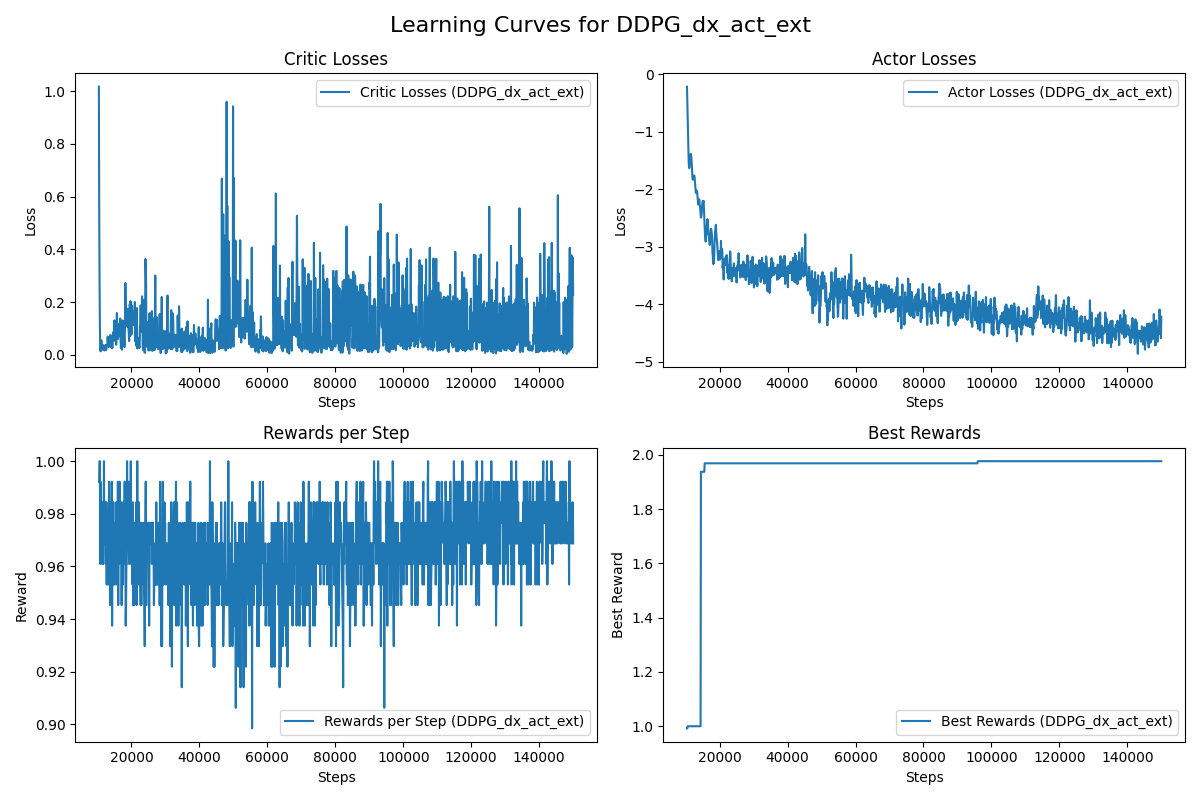 Learning Curves for DDPG_dx_act_ext
Critic Losses
Critic Losses (DDPG_dx_act_ext)
1.0
0.8
0.6
0.4
0.2
0.0
Loss
20000 40000 60000 80000 100000 120000 140000
Steps
Actor Losses
Actor Losses (DDPG_dx_act_ext)
0
−1
−2
−3
−4
−5
Loss
20000 40000 60000 80000 100000 120000 140000
Steps
Rewards per Step
1.00
0.98
0.96
0.94
0.92
0.90
Reward
Rewards per Step (DDPG_dx_act_ext)
20000 40000 60000 80000 100000 120000 140000
Steps
Best Rewards
2.0
1.8
1.6
1.4
1.2
1.0
Best Reward
Best Rewards (DDPG_dx_act_ext)
20000 40000 60000 80000 100000 120000 140000
Steps